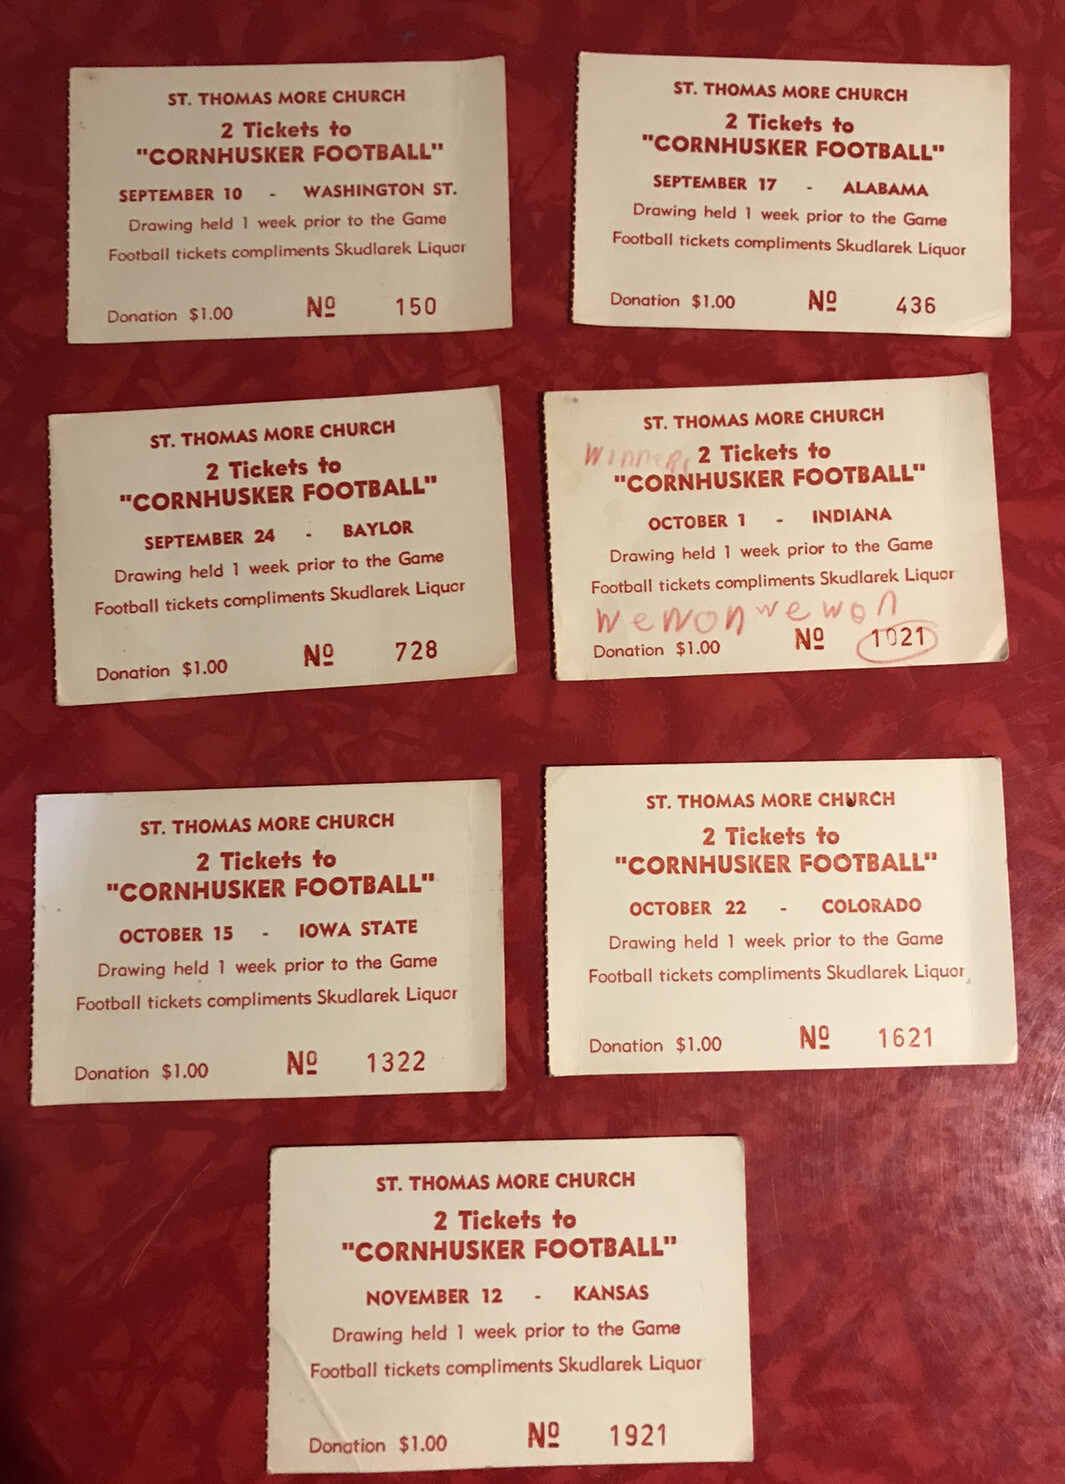 ST. THOMAS MORE CHURCH
2 Tickets to
"CORNHUSKER FOOTBALL"
SEPTEMBER 10 - WASHINGTON ST.
Drawing held 1 week prior to the Game
Football tickets compliments Skudlarek Liquor
Donation $1.00 Nº 150
ST. THOMAS MORE CHURCH
2 Tickets to
"CORNHUSKER FOOTBALL"
SEPTEMBER 17 - ALABAMA
Drawing held 1 week prior to the Game
Football tickets compliments Skudlarek Liquor
Donation $1.00 Nº 436
ST. THOMAS MORE CHURCH
2 Tickets to
"CORNHUSKER FOOTBALL"
SEPTEMBER 24 - BAYLOR
Drawing held 1 week prior to the Game
Football tickets compliments Skudlarek Liquor
Donation $1.00 Nº 728
ST. THOMAS MORE CHURCH
2 Tickets to
"CORNHUSKER FOOTBALL"
OCTOBER 1 - INDIANA
Drawing held 1 week prior to the Game
Football tickets compliments Skudlarek Liquor
we won we won
Donation $1.00 Nº 1021
ST. THOMAS MORE CHURCH
2 Tickets to
"CORNHUSKER FOOTBALL"
OCTOBER 15 - IOWA STATE
Drawing held 1 week prior to the Game
Football tickets compliments Skudlarek Liquor
Donation $1.00 Nº 1322
ST. THOMAS MORE CHURCH
2 Tickets to
"CORNHUSKER FOOTBALL"
OCTOBER 22 - COLORADO
Drawing held 1 week prior to the Game
Football tickets compliments Skudlarek Liquor
Donation $1.00 Nº 1621
ST. THOMAS MORE CHURCH
2 Tickets to
"CORNHUSKER FOOTBALL"
NOVEMBER 12 - KANSAS
Drawing held 1 week prior to the Game
Football tickets compliments Skudlarek Liquor
Donation $1.00 Nº 1921